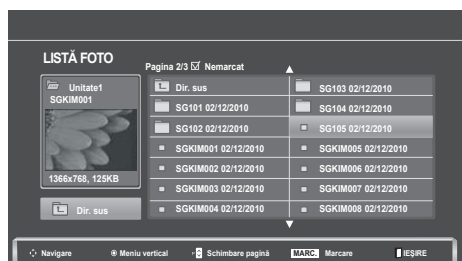 LISTĂ FOTO
Pagina 2/3 Nemarcat
Unitate1
SGKIM001
1366x768, 125KB
Dir. sus
Dir. sus
SG101 02/12/2010
SG102 02/12/2010
SGKIM001 02/12/2010
SGKIM002 02/12/2010
SGKIM003 02/12/2010
SGKIM004 02/12/2010
SG103 02/12/2010
SG104 02/12/2010
SG105 02/12/2010
SGKIM005 02/12/2010
SGKIM006 02/12/2010
SGKIM007 02/12/2010
SGKIM008 02/12/2010
Navigare Meniu vertical Schimbare pagină MARC. Marcare IEŞIRE